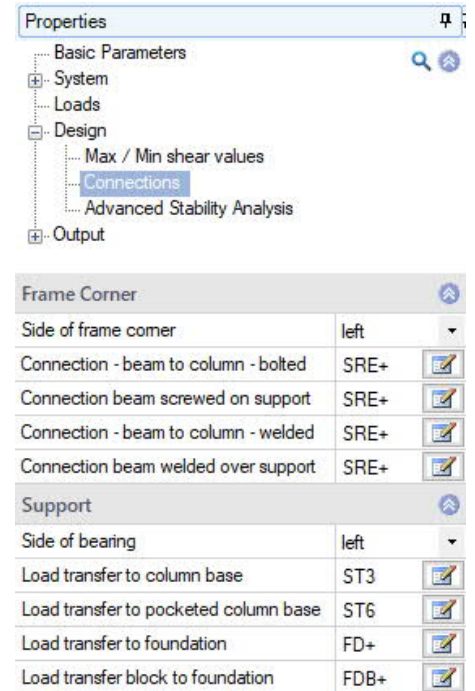 Properties
Basic Parameters
System
Loads
Design
Max / Min shear values
Connections
Advanced Stability Analysis
Output
Frame Corner
Side of frame corner left
Connection - beam to column - bolted SRE+
Connection beam screwed on support SRE+
Connection - beam to column - welded SRE+
Connection beam welded over support SRE+
Support
Side of bearing left
Load transfer to column base ST3
Load transfer to pocketed column base ST6
Load transfer to foundation FD+
Load transfer block to foundation FDB+